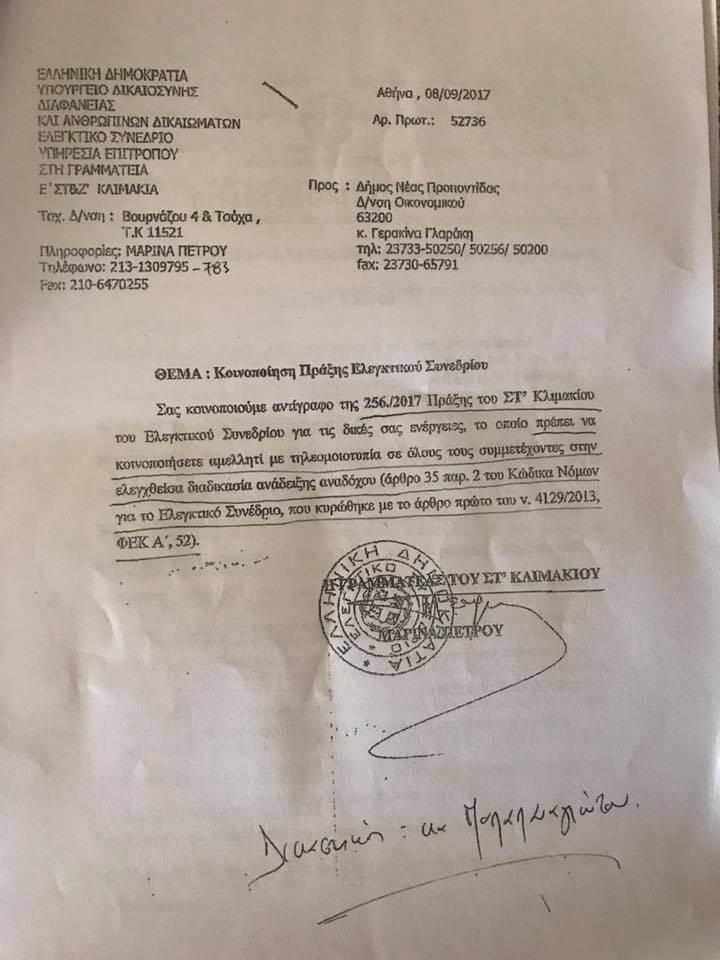 ΕΛΛΗΝΙΚΗ ΔΗΜΟΚΡΑΤΙΑ
ΥΠΟΥΡΓΕΙΟ ΔΙΚΑΙΟΣΥΝΗΣ
ΔΙΑΦΑΝΕΙΑΣ
ΚΑΙ ΑΝΘΡΩΠΙΝΩΝ ΔΙΚΑΙΩΜΑΤΩΝ
ΕΛΕΓΚΤΙΚΟ ΣΥΝΕΔΡΙΟ
ΥΠΗΡΕΣΙΑ ΕΠΙΤΡΟΠΟΥ
ΣΤΗ ΓΡΑΜΜΑΤΕΙΑ
Ε΄ΣΤ&Ζ΄ ΚΛΙΜΑΚΙΑ
Ταχ. Δ/νση : Βουρνάζου 4 & Τσόχα ,
Τ.Κ 11521
Πληροφορίες: ΜΑΡΙΝΑ ΠΕΤΡΟΥ
Τηλέφωνο: 213-1309795 - 783
Fax: 210-6470255
Αθήνα , 08/09/2017
Αρ. Πρωτ.: 52736
Προς : Δήμος Νέας Προποντίδας
Δ/νση Οικονομικού
63200
κ. Γερακίνα Γλαράκη
τηλ: 23733-50250/ 50256/ 50200
fax: 23730-65791
ΘΕΜΑ : Κοινοποίηση Πράξης Ελεγκτικού Συνεδρίου
Σας κοινοποιούμε αντίγραφο της 256./2017 Πράξης του ΣΤ' Κλιμακίου
του Ελεγκτικού Συνεδρίου για τις δικές σας ενέργειες, το οποίο πρέπει να
κοινοποιήσετε αμελλητί με τηλεομοιοτυπία σε όλους τους συμμετέχοντες στην
ελεγχθείσα διαδικασία ανάδειξης αναδόχου (άρθρο 35 παρ. 2 του Κώδικα Νόμων
για το Ελεγκτικό Συνέδριο, που κυρώθηκε με το άρθρο πρώτο του ν. 4129/2013,
ΦΕΚ Α΄, 52).
Η ΓΡΑΜΜΑΤΕΑΣ ΤΟΥ ΣΤ' ΚΛΙΜΑΚΙΟΥ
ΜΑΡΙΝΑ ΠΕΤΡΟΥ
ΕΛΛΗΝΙΚΗ ΔΗΜΟΚΡΑΤΙΑ
ΕΛΕΓΚΤΙΚΟ ΣΥΝΕΔΡΙΟ